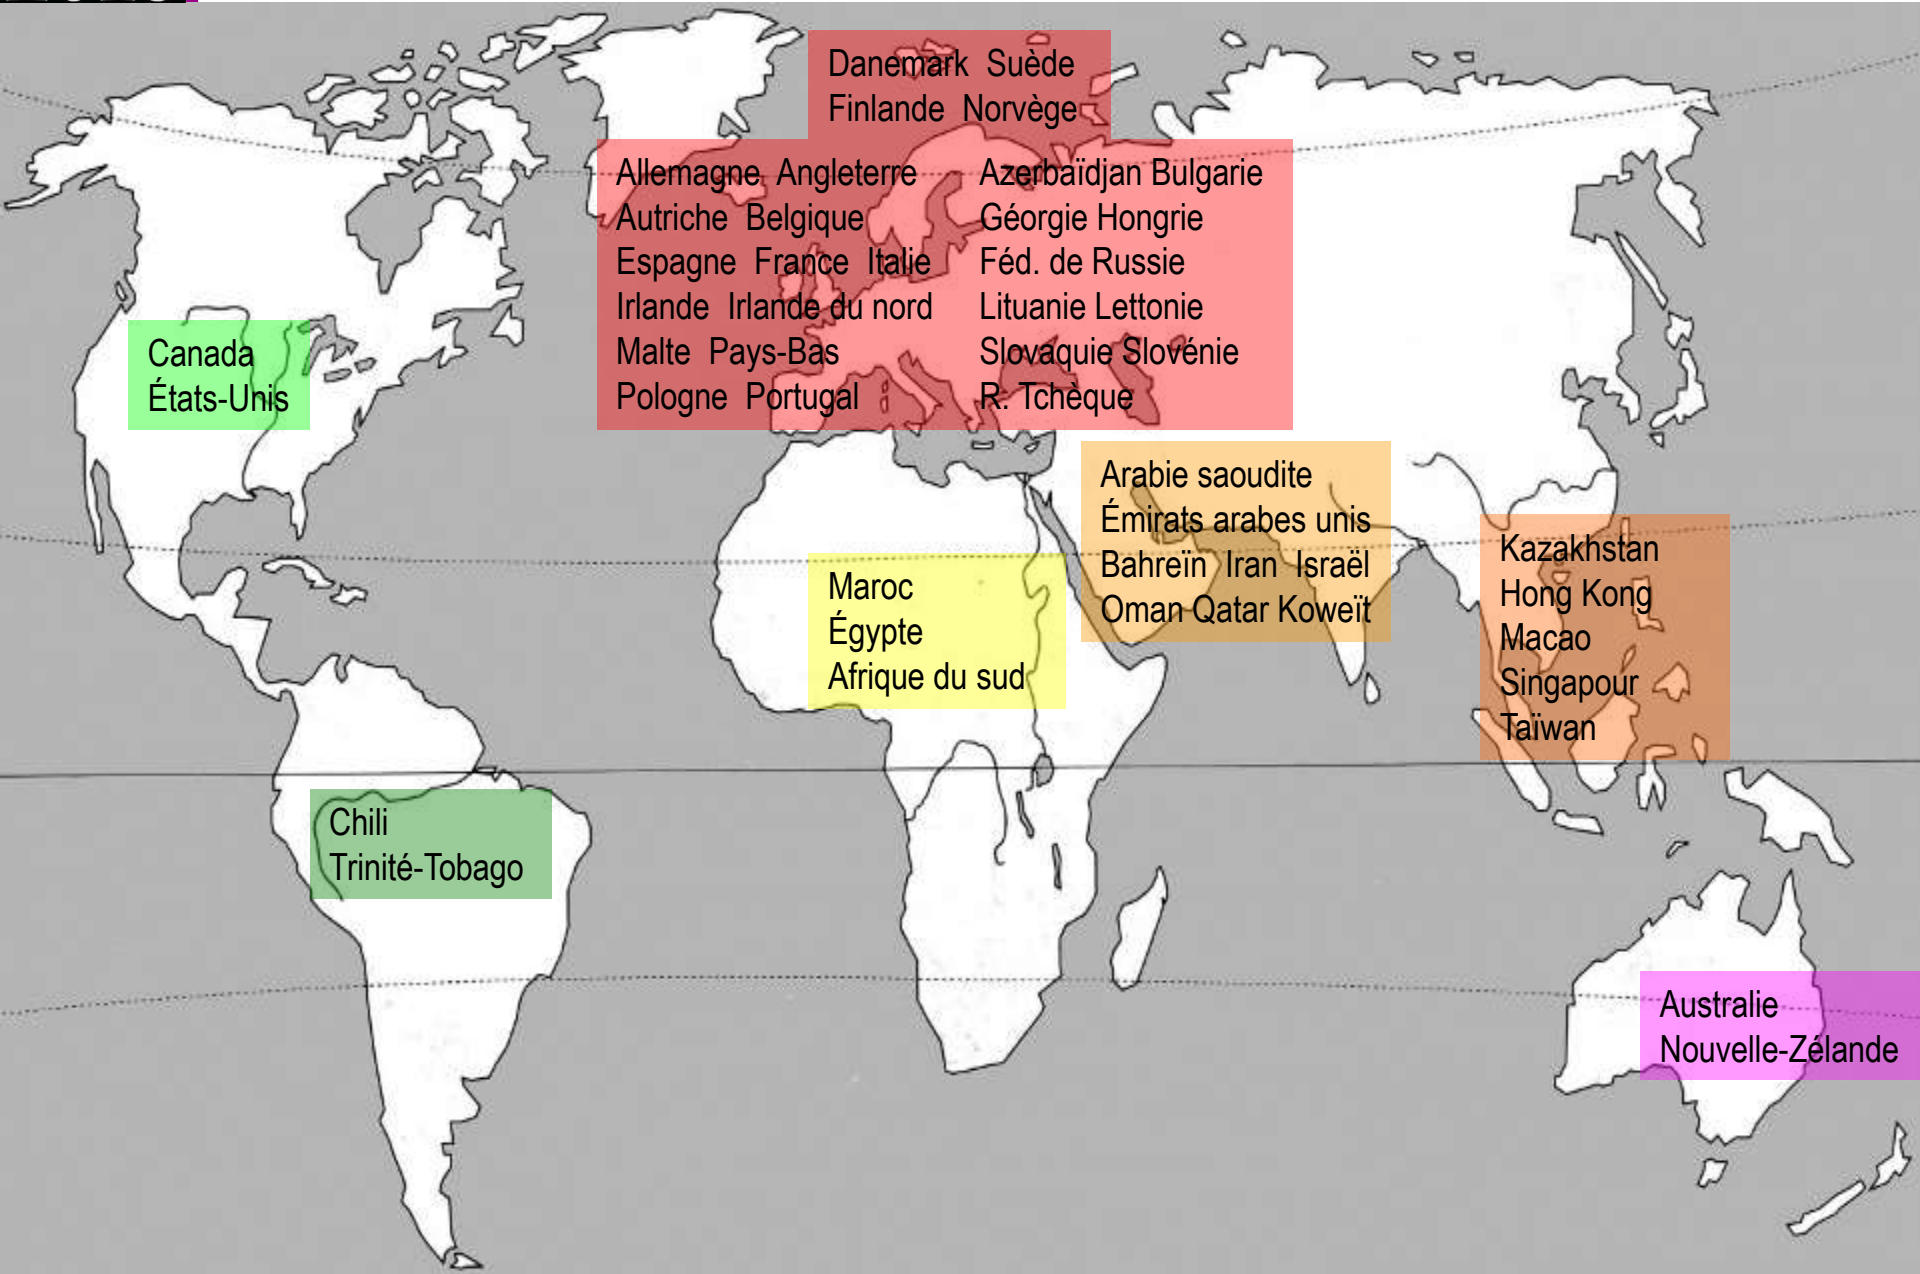 Danemark Suède
Finlande Norvège
Allemagne Angleterre
Autriche Belgique
Espagne France Italie
Irlande Irlande du nord
Malte Pays-Bas
Pologne Portugal
Azerbaïdjan Bulgarie
Géorgie Hongrie
Féd. de Russie
Lituanie Lettonie
Slovaquie Slovénie
R. Tchèque
Canada
États-Unis
Arabie saoudite
Émirats arabes unis
Bahreïn Iran Israël
Oman Qatar Koweït
Kazakhstan
Hong Kong
Macao
Singapour
Taïwan
Maroc
Égypte
Afrique du sud
Chili
Trinité-Tobago
Australie
Nouvelle-Zélande